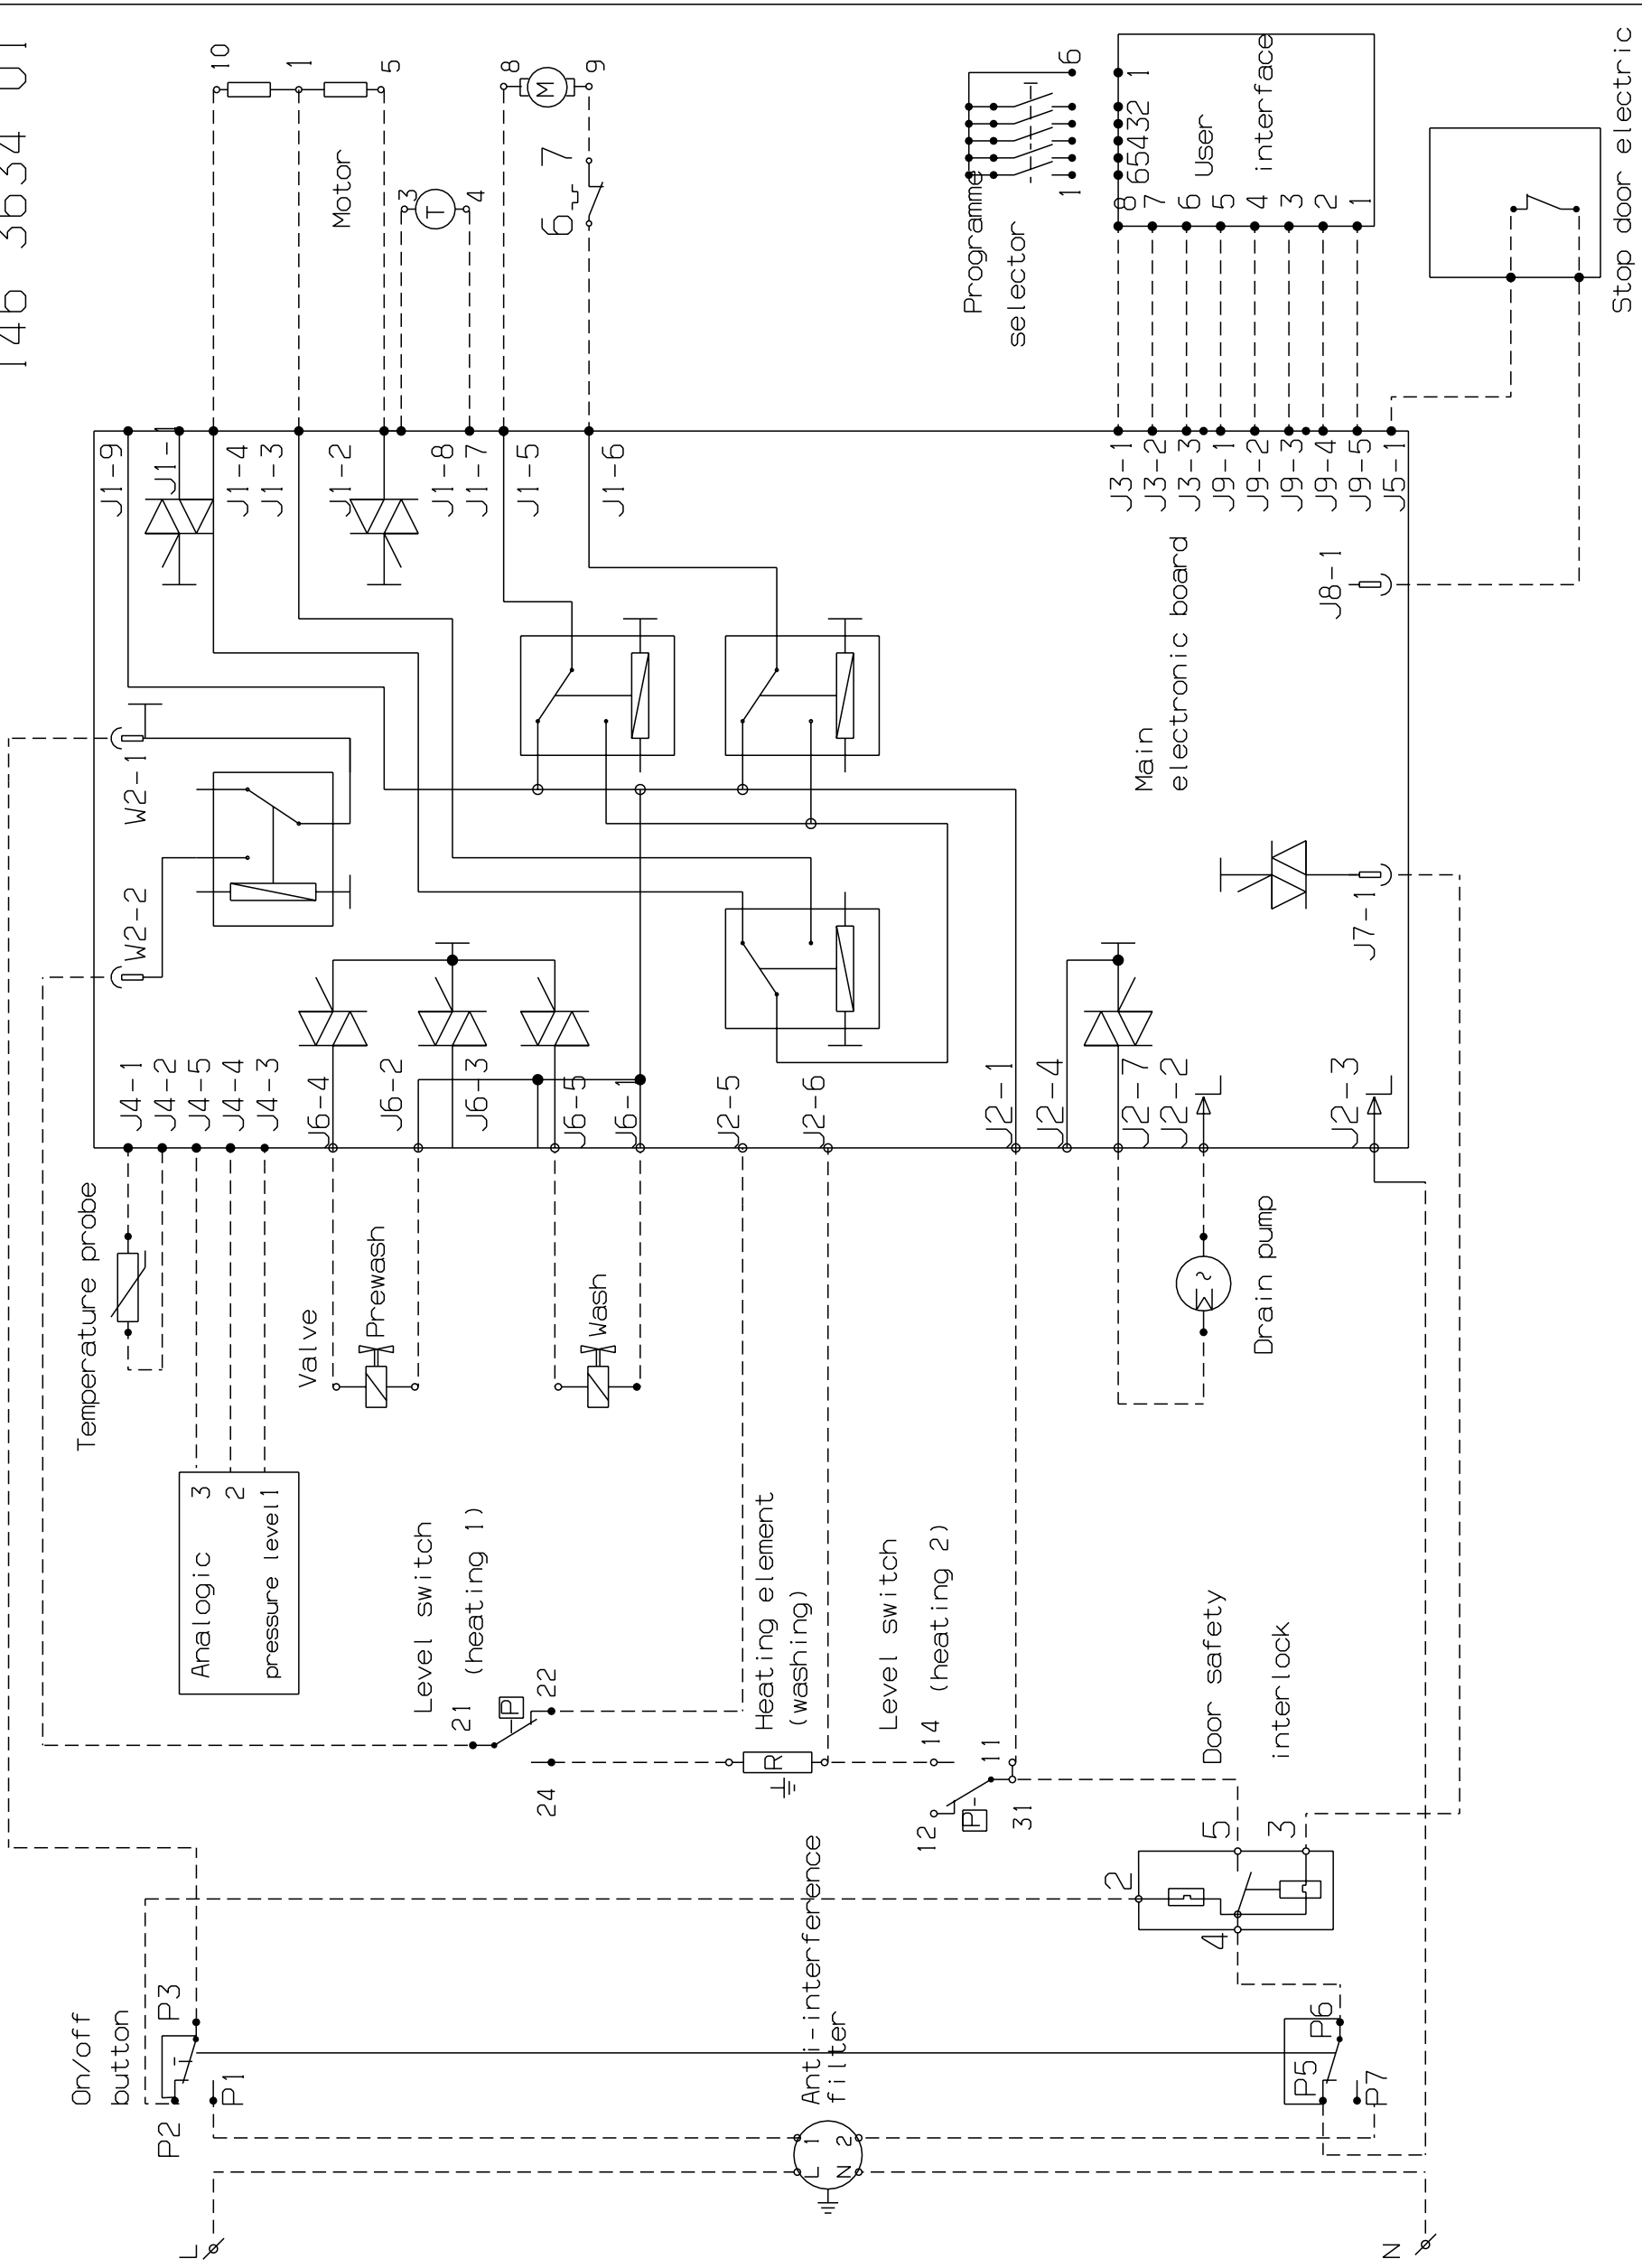 146 3634 01
10
1
5
Motor
3
T
4
8
M
9
6 7
Programme
selector
6
1
1
65432
User
interface
8
7
6
5
4
3
2
1
Stop door electric
J1-9
J1-1
J1-4
J1-3
J1-2
J1-8
J1-7
J1-5
J1-6
J3-1
J3-2
J3-3
J9-1
J9-2
J9-3
J9-4
J9-5
J5-1
J8-1
Main
electronic board
W2-1
W2-2
J7-1
J4-1
J4-2
J4-5
J4-4
J4-3
J6-4
J6-2
J6-3
J6-5
J6-1
J2-5
J2-6
J2-1
J2-4
J2-7
J2-2
L
J2-3
L
Temperature probe
Valve
Prewash
Wash
M
~
Drain pump
Analogic
pressure level
3
2
1
Level switch
(heating 1)
21
P
22
24
Heating element
(washing)
R
Level switch
(heating 2)
14
11
12
P
31
Door safety
interlock
5
3
2
4
On/off
button
P3
P2
P1
Anti-interference
filter
L 1
N 2
P6
P5
P7
L
N